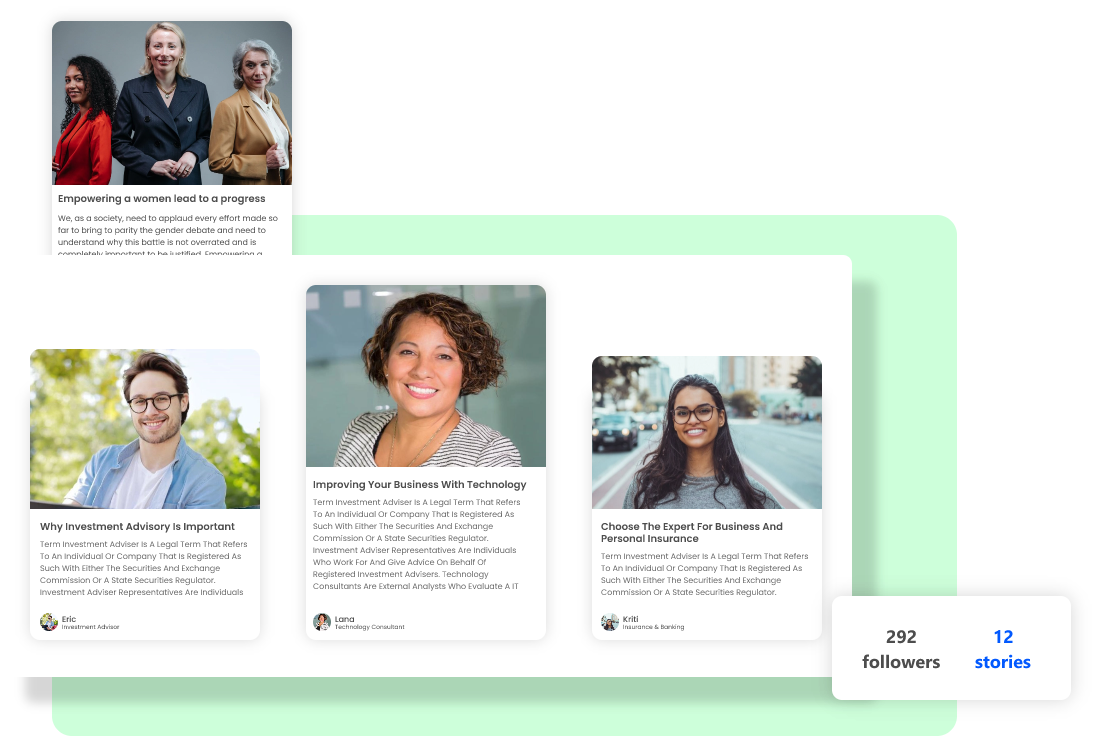 Empowering a women lead to a progress
We, as a society, need to applaud every effort made so
far to bring to parity the gender debate and need to
understand why this battle is not overrated and is
completely important to be justified. Empowering a
Improving Your Business With Technology
Term Investment Adviser Is A Legal Term That Refers
To An Individual Or Company That Is Registered As
Such With Either The Securities And Exchange
Commission Or A State Securities Regulator.
Investment Adviser Representatives Are Individuals
Who Work For And Give Advice On Behalf Of
Registered Investment Advisers. Technology
Consultants Are External Analysts Who Evaluate A IT
Lana
Technology Consultant
Why Investment Advisory Is Important
Term Investment Adviser Is A Legal Term That Refers
To An Individual Or Company That Is Registered As
Such With Either The Securities And Exchange
Commission Or A State Securities Regulator.
Investment Adviser Representatives Are Individuals
Eric
Investment Advisor
Choose The Expert For Business And
Personal Insurance
Term Investment Adviser Is A Legal Term That Refers
To An Individual Or Company That Is Registered As
Such With Either The Securities And Exchange
Commission Or A State Securities Regulator.
Kriti
Insurance & Banking
292
followers
12
stories